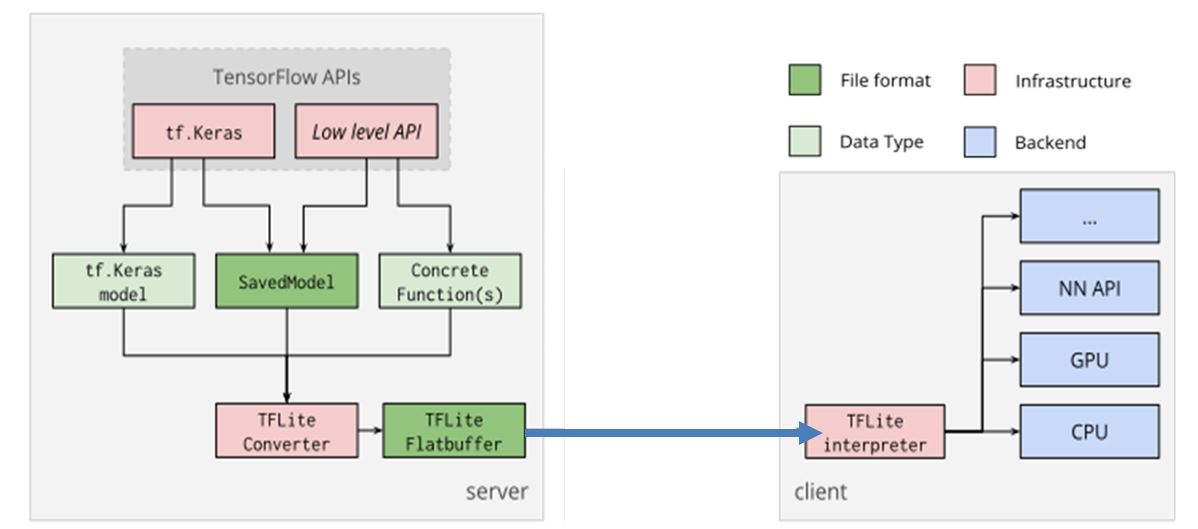 TensorFlow APIs
tf.Keras
Low level API
tf.Keras
model
SavedModel
Concrete
Function(s)
TFLite
Converter
TFLite
Flatbuffer
server
File format
Infrastructure
Data Type
Backend
...
NN API
GPU
CPU
TFLite
interpreter
client